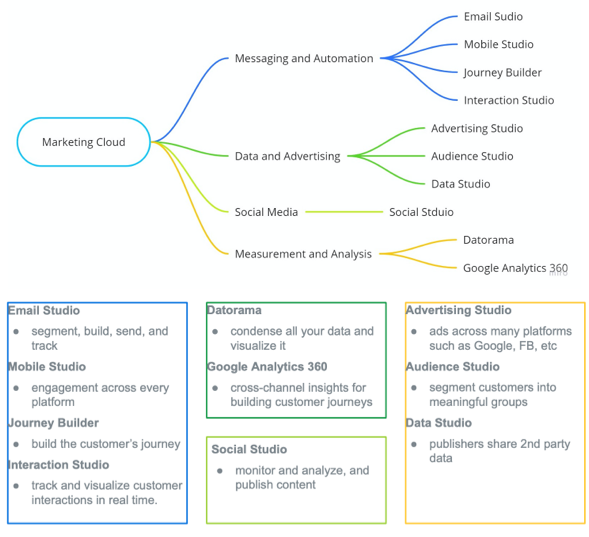 Email Sudio
Mobile Studio
Messaging and Automation
Journey Builder
Interaction Studio
Marketing Cloud
Advertising Studio
Data and Advertising
Audience Studio
Data Studio
Social Media
Social Stduio
Datorama
Measurement and Analysis
Google Analytics 360
miro
Email Studio
● segment, build, send, and
track
Mobile Studio
● engagement across every
platform
Journey Builder
● build the customer's journey
Interaction Studio
● track and visualize customer
interactions in real time.
Datorama
● condense all your data and
visualize it
Google Analytics 360
● cross-channel insights for
building customer journeys
Social Studio
● monitor and analyze, and
publish content
Advertising Studio
● ads across many platforms
such as Google, FB, etc
Audience Studio
● segment customers into
meaningful groups
Data Studio
● publishers share 2nd party
data